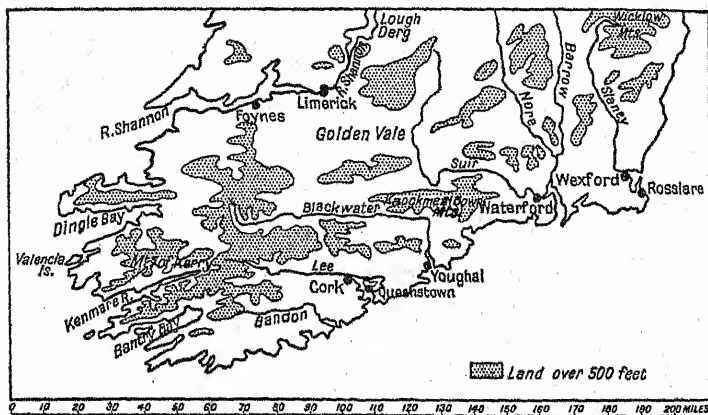 Lough
Derg
R. Shannon
Wicklow
Mts.
Barrow
Nore
Slaney
Limerick
R. Shannon
Foynes
Golden Vale
Suir
Wexford
Rosslare
Dingle Bay
Blackwater
Knockmealdown
Mts.
Waterford
Valencia
Is.
Mts. of Kerry
Lee
Youghal
Kenmare R.
Cork
Queenstown
Bantry Bay
Bandon
Land over 500 feet
0 10 20 30 40 50 60 70 80 90 100 110 120 130 140 150 160 170 180 190 200 MILES